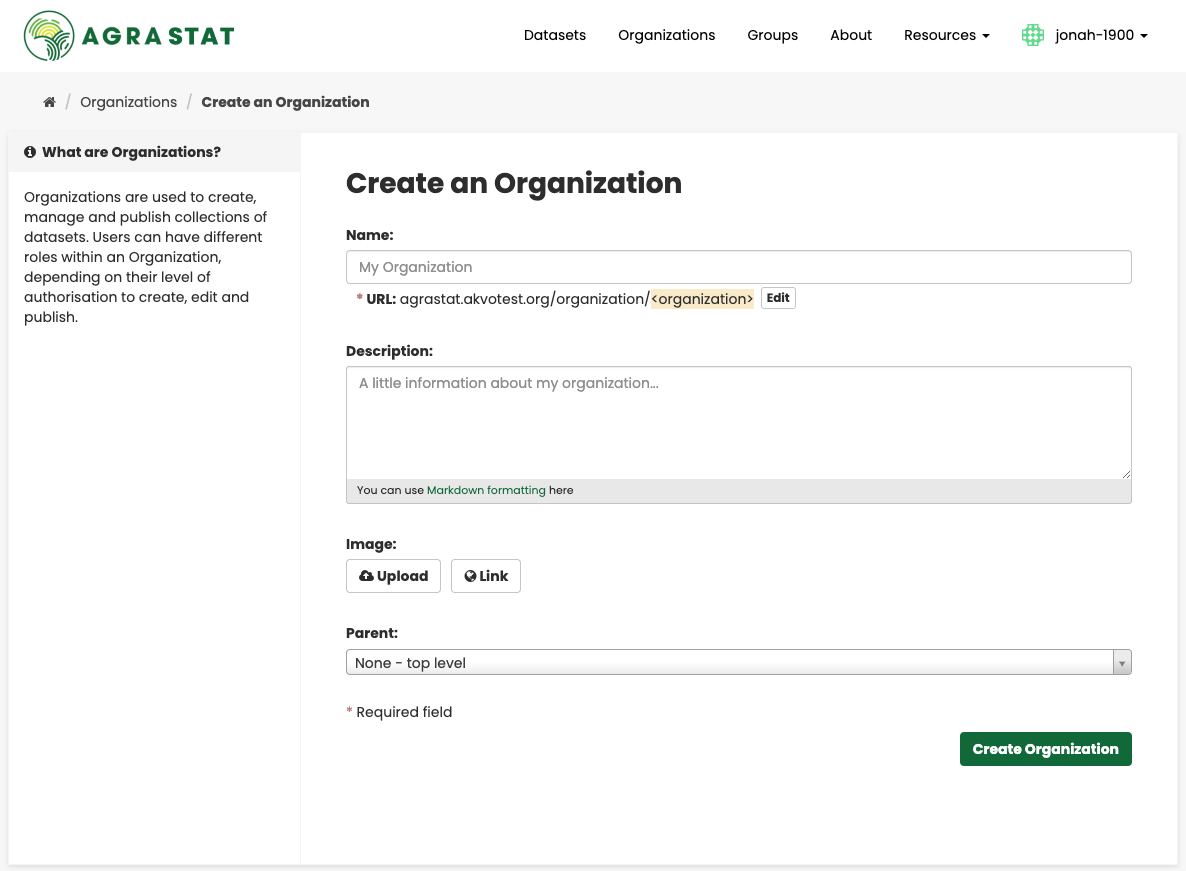 AGRA STAT
Datasets Organizations Groups About Resources jonah-1900
/ Organizations / Create an Organization
What are Organizations?
Organizations are used to create,
manage and publish collections of
datasets. Users can have different
roles within an Organization,
depending on their level of
authorisation to create, edit and
publish.
Create an Organization
Name:
My Organization
* URL: agrastat.akvotest.org/organization/<organization> Edit
Description:
A little information about my organization...
You can use Markdown formatting here
Image:
Upload Link
Parent:
None - top level
* Required field
Create Organization